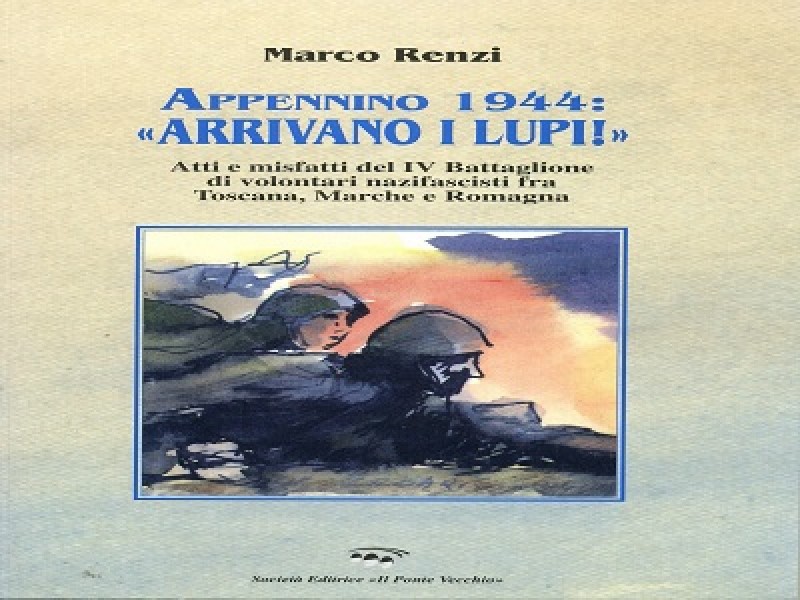 Marco Renzi
APPENNINO 1944:
«ARRIVANO I LUPI!»
Atti e misfatti del IV Battaglione
di volontari nazifascisti fra
Toscana, Marche e Romagna
Società Editrice «Il Ponte Vecchio»